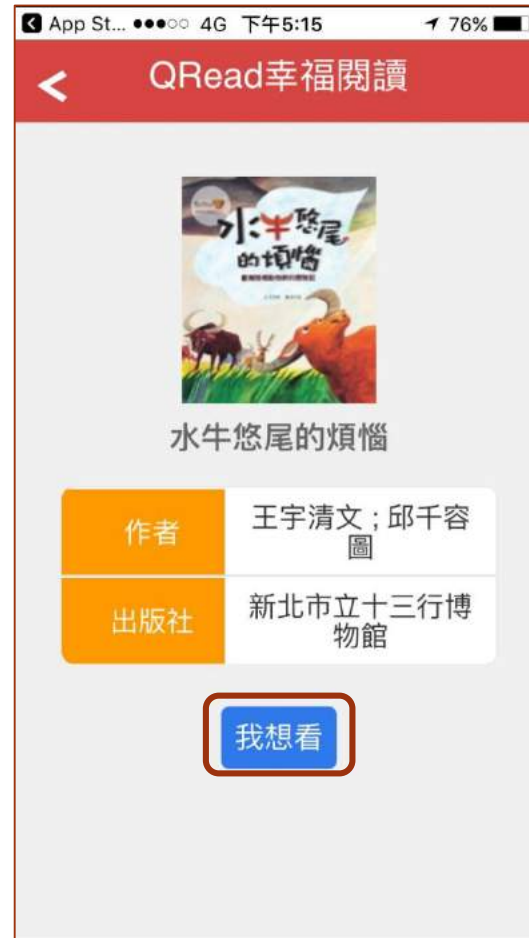 App St... 4G 下午5:15 76%
QRead幸福閱讀
水牛悠尾
的煩惱
水牛悠尾的煩惱
作者
王宇清文 ; 邱千容
圖
出版社
新北市立十三行博
物館
我想看